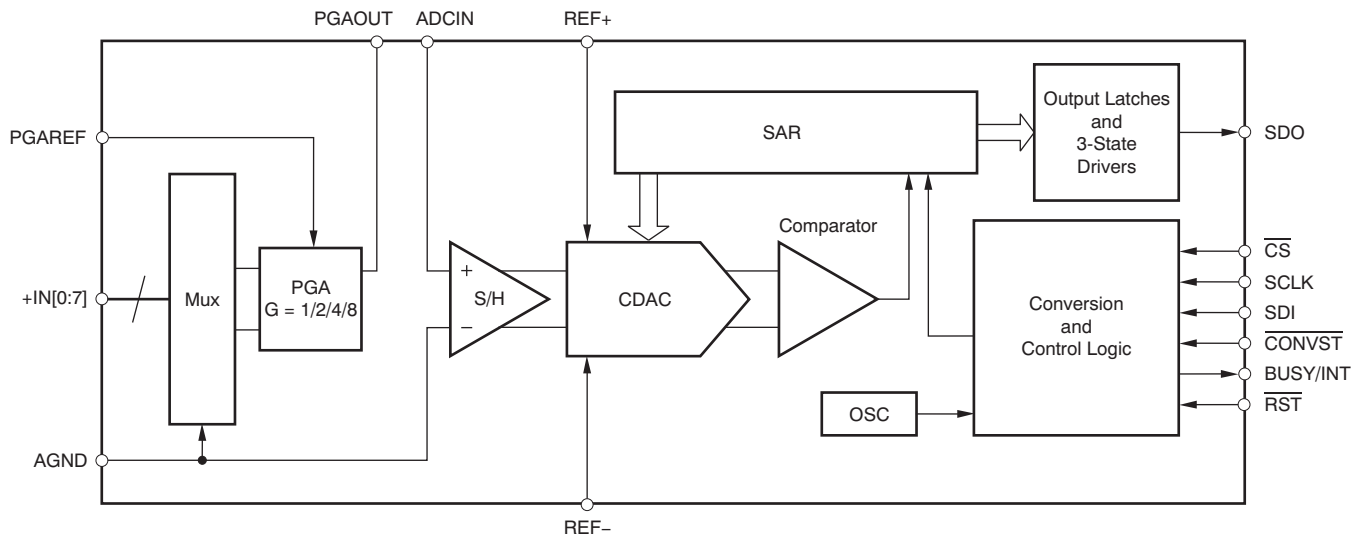 PGAOUT ADCIN REF+
PGAREF
SAR
Output Latches
and
3-State
Drivers
SDO
Mux
PGA
G = 1/2/4/8
+IN[0:7]
+
S/H
−
CDAC
Comparator
Conversion
and
Control Logic
CS
SCLK
SDI
CONVST
BUSY/INT
RST
OSC
AGND
REF−